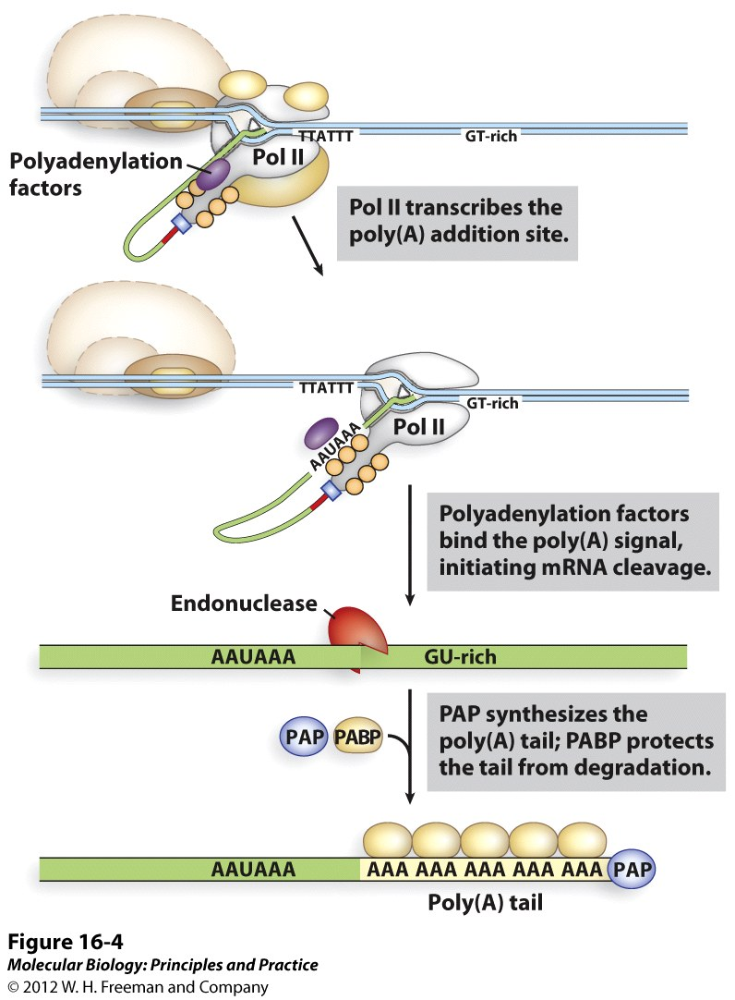 TTATTT
GT-rich
Polyadenylation
factors
Pol II
Pol II transcribes the
poly(A) addition site.
TTATTT
GT-rich
AAUAAA
Pol II
Polyadenylation factors
bind the poly(A) signal,
initiating mRNA cleavage.
Endonuclease
AAUAAA
GU-rich
PAP
PABP
PAP synthesizes the
poly(A) tail; PABP protects
the tail from degradation.
AAUAAA
AAA AAA AAA AAA AAA
PAP
Poly(A) tail
Figure 16-4
Molecular Biology: Principles and Practice
© 2012 W. H. Freeman and Company